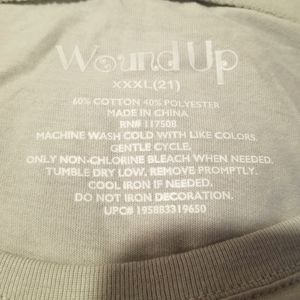 Wound Up
XXXL(21)
60% COTTON 40% POLYESTER
MADE IN CHINA
RN# 117508
MACHINE WASH COLD WITH LIKE COLORS.
GENTLE CYCLE.
ONLY NON-CHLORINE BLEACH WHEN NEEDED.
TUMBLE DRY LOW. REMOVE PROMPTLY.
COOL IRON IF NEEDED.
DO NOT IRON DECORATION.
UPC# 195883319650